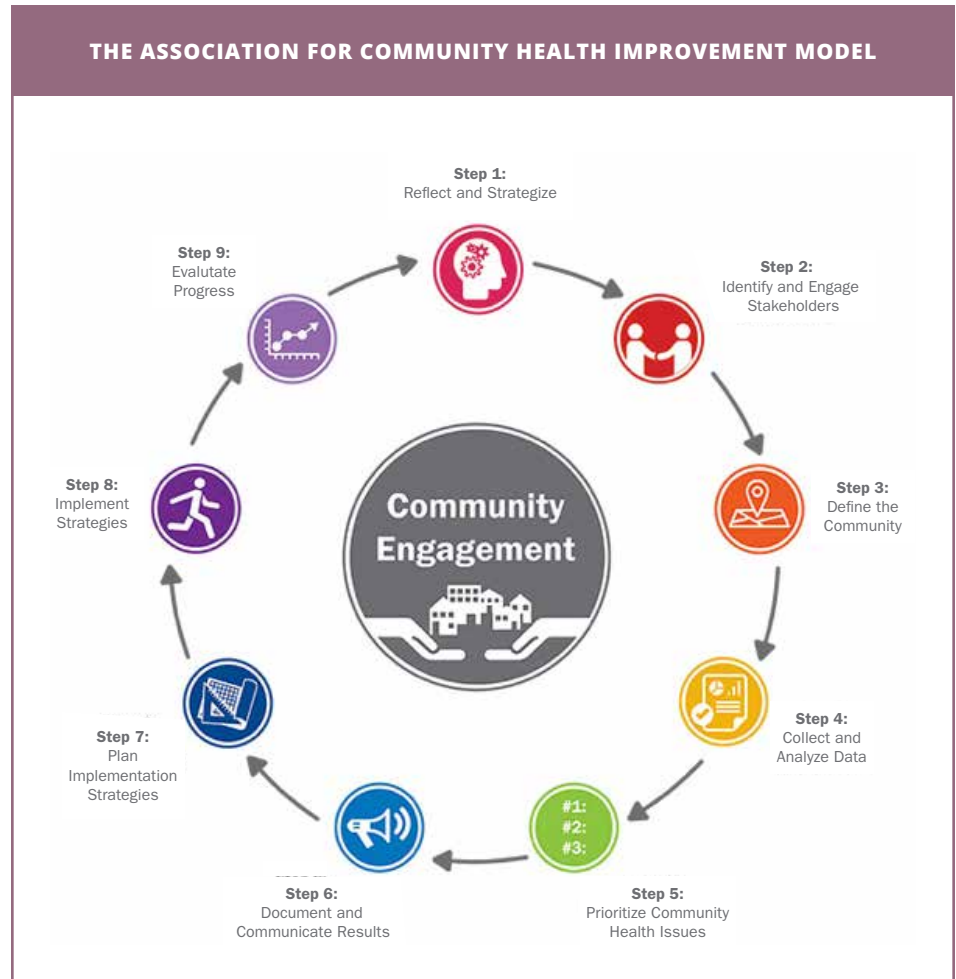 THE ASSOCIATION FOR COMMUNITY HEALTH IMPROVEMENT MODEL
Step 1:
Reflect and Strategize
Step 2:
Identify and Engage
Stakeholders
Step 3:
Define the
Community
Step 4:
Collect and
Analyze Data
#1:
#2:
#3:
Step 5:
Prioritize Community
Health Issues
Step 6:
Document and
Communicate Results
Step 7:
Plan
Implementation
Strategies
Step 8:
Implement
Strategies
Step 9:
Evalutate
Progress
Community
Engagement